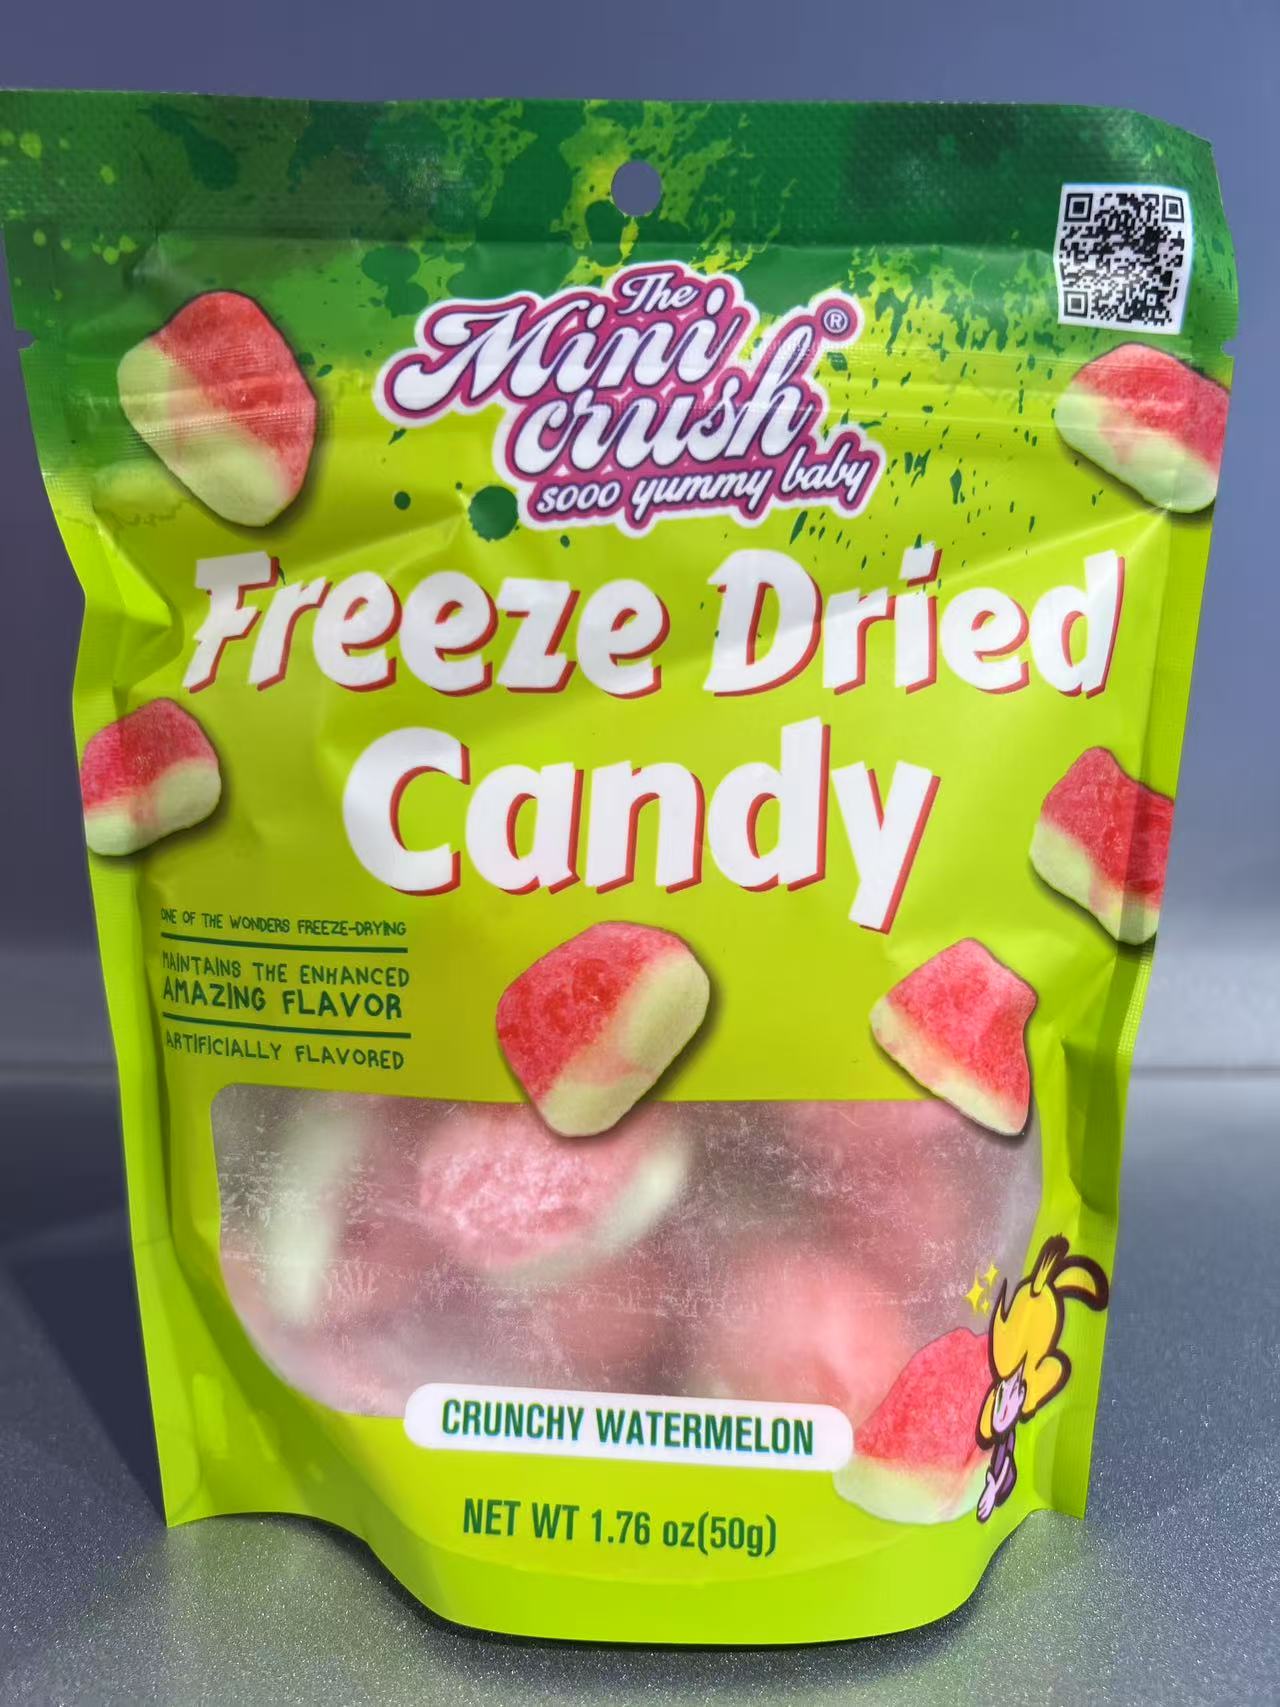 The
Mini
crush®
sooo yummy baby
Freeze Dried
Candy
ONE OF THE WONDERS FREEZE-DRYING
MAINTAINS THE ENHANCED
AMAZING FLAVOR
ARTIFICIALLY FLAVORED
CRUNCHY WATERMELON
NET WT 1.76 oz(50g)